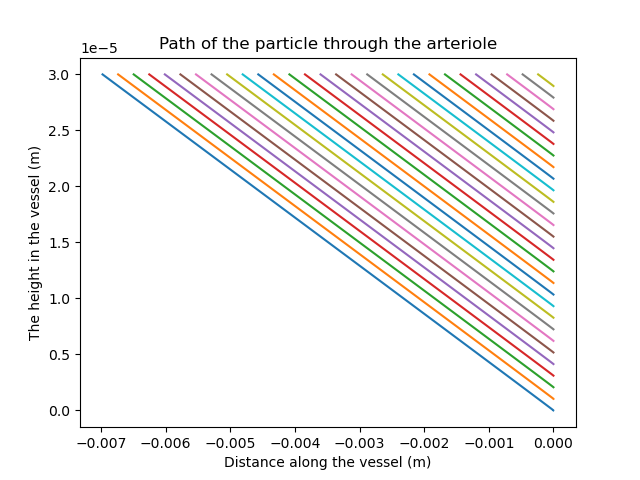 Path of the particle through the arteriole
1e−5
3.0
2.5
2.0
1.5
1.0
0.5
0.0
The height in the vessel (m)
−0.007 −0.006 −0.005 −0.004 −0.003 −0.002 −0.001 0.000
Distance along the vessel (m)